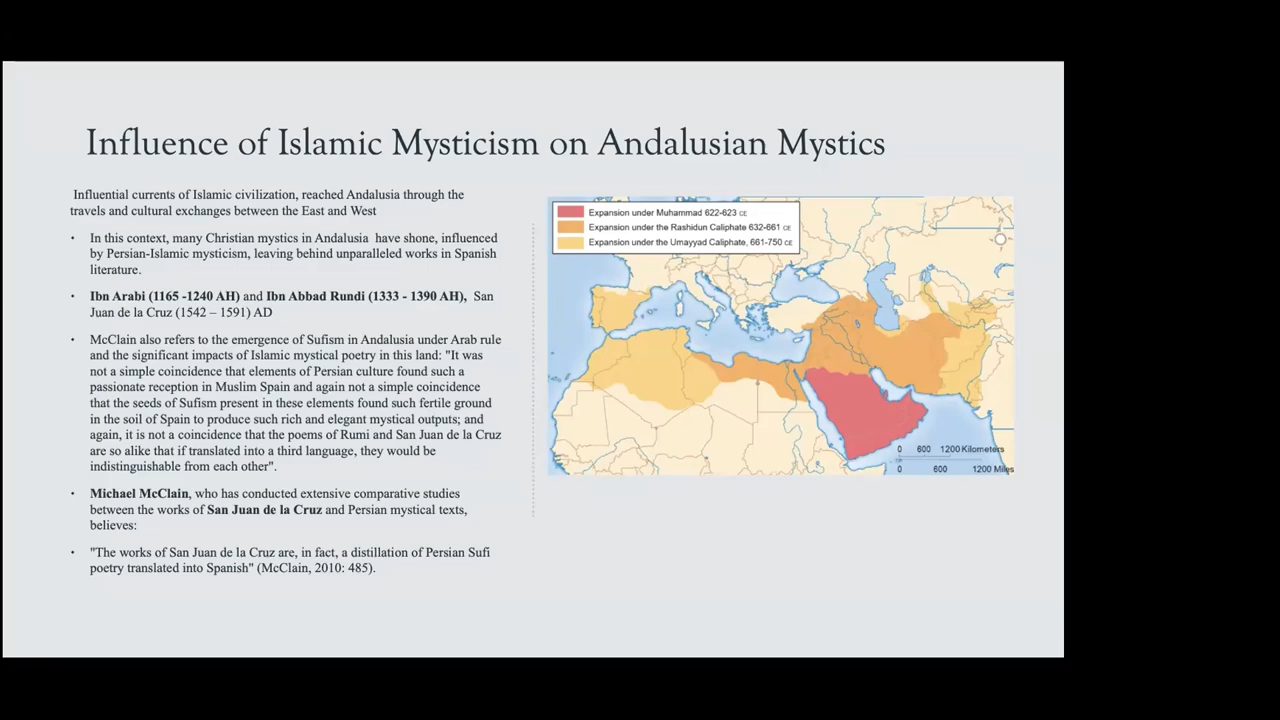 Influence of Islamic Mysticism on Andalusian Mystics
Influential currents of Islamic civilization, reached Andalusia through the
travels and cultural exchanges between the East and West
• In this context, many Christian mystics in Andalusia have shone, influenced
by Persian-Islamic mysticism, leaving behind unparalleled works in Spanish
literature.
• Ibn Arabi (1165 -1240 AH) and Ibn Abbad Rundi (1333 - 1390 AH), San
Juan de la Cruz (1542 – 1591) AD
• McClain also refers to the emergence of Sufism in Andalusia under Arab rule
and the significant impacts of Islamic mystical poetry in this land: "It was
not a simple coincidence that elements of Persian culture found such a
passionate reception in Muslim Spain and again not a simple coincidence
that the seeds of Sufism present in these elements found such fertile ground
in the soil of Spain to produce such rich and elegant mystical outputs; and
again, it is not a coincidence that the poems of Rumi and San Juan de la Cruz
are so alike that if translated into a third language, they would be
indistinguishable from each other".
• Michael McClain, who has conducted extensive comparative studies
between the works of San Juan de la Cruz and Persian mystical texts,
believes:
• "The works of San Juan de la Cruz are, in fact, a distillation of Persian Sufi
poetry translated into Spanish" (McClain, 2010: 485).
Expansion under Muhammad 622-623 CE
Expansion under the Rashidun Caliphate 632-661 CE
Expansion under the Umayyad Caliphate, 661-750 CE
0 600 1200 Kilometers
0 600 1200 Miles